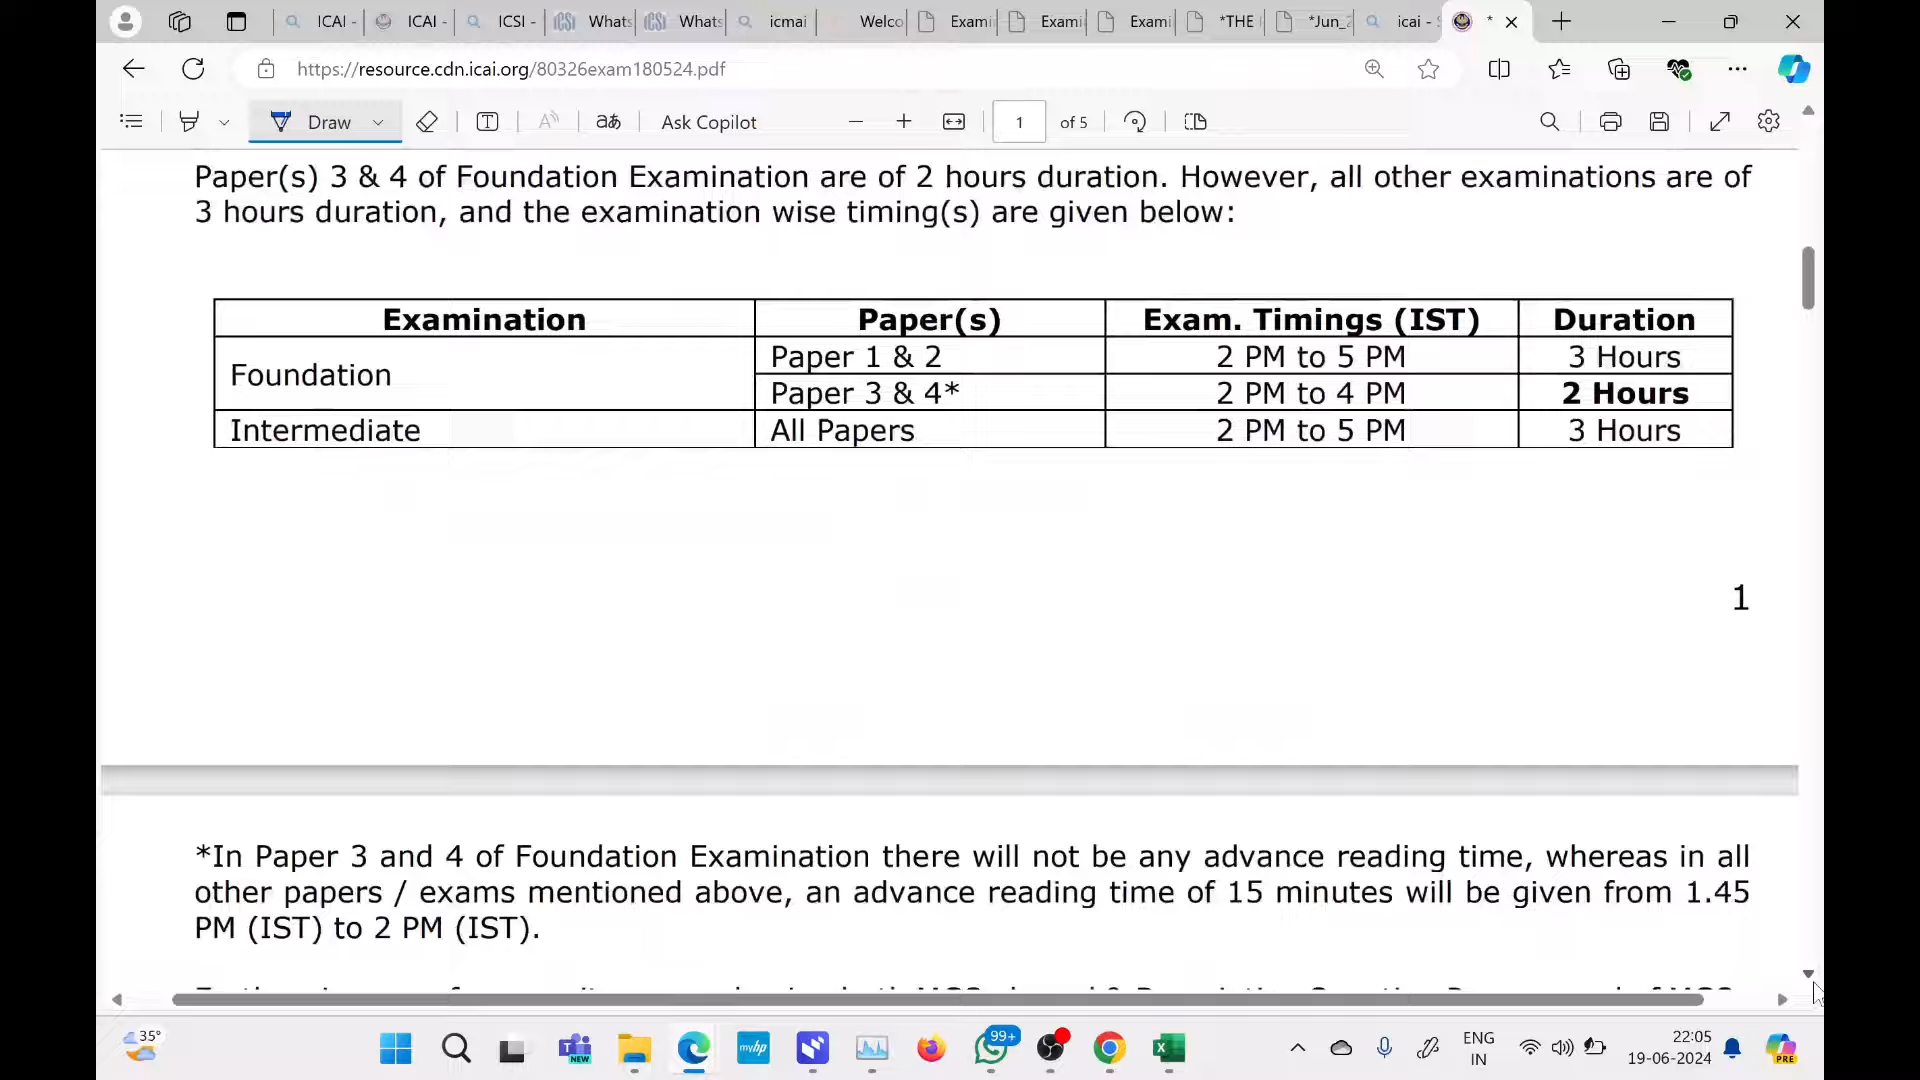 ICAI -
ICAI -
ICSI -
Whats
Whats
icmai
Welco
Exami
Exami
Exami
*THE
*Jun_2
icai - S
*
https://resource.cdn.icai.org/80326exam180524.pdf
Draw
aあ
Ask Copilot
1
of 5
Paper(s) 3 & 4 of Foundation Examination are of 2 hours duration. However, all other examinations are of
3 hours duration, and the examination wise timing(s) are given below:
Examination Paper(s) Exam. Timings (IST) Duration
Foundation
Paper 1 & 2 2 PM to 5 PM 3 Hours
Paper 3 & 4* 2 PM to 4 PM 2 Hours
Intermediate All Papers 2 PM to 5 PM 3 Hours
1
*In Paper 3 and 4 of Foundation Examination there will not be any advance reading time, whereas in all
other papers / exams mentioned above, an advance reading time of 15 minutes will be given from 1.45
PM (IST) to 2 PM (IST).
35°
NEW
myhp
99+
ENG
IN
22:05
19-06-2024
PRE